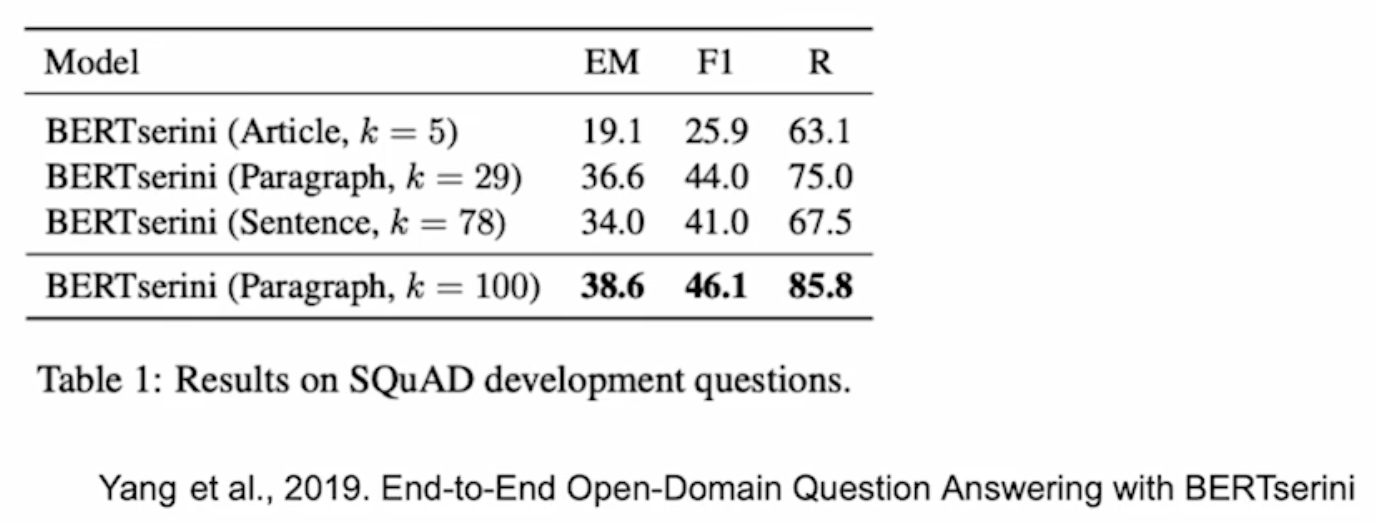 Model EM F1 R
BERTserini (Article, k = 5) 19.1 25.9 63.1
BERTserini (Paragraph, k = 29) 36.6 44.0 75.0
BERTserini (Sentence, k = 78) 34.0 41.0 67.5
BERTserini (Paragraph, k = 100) 38.6 46.1 85.8
Table 1: Results on SQuAD development questions.
Yang et al., 2019. End-to-End Open-Domain Question Answering with BERTserini